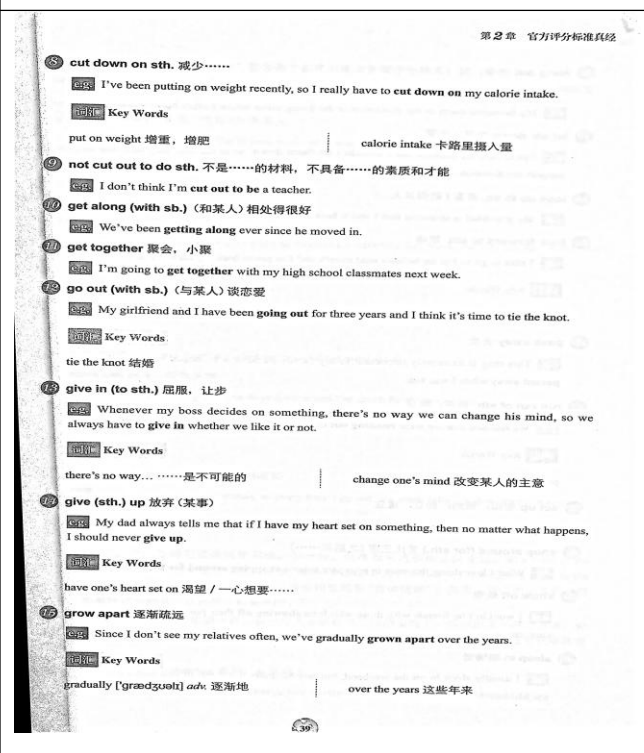 第2章 官方评分标准真经
⑧ cut down on sth. 减少……
e.g. I've been putting on weight recently, so I really have to cut down on my calorie intake.
词汇 Key Words
put on weight 增重，增肥 calorie intake 卡路里摄入量
⑨ not cut out to do sth. 不是……的材料，不具备……的素质和才能
e.g. I don't think I'm cut out to be a teacher.
⑩ get along (with sb.)（和某人）相处得很好
e.g. We've been getting along ever since he moved in.
⑪ get together 聚会，小聚
e.g. I'm going to get together with my high school classmates next week.
⑫ go out (with sb.)（与某人）谈恋爱
e.g. My girlfriend and I have been going out for three years and I think it's time to tie the knot.
词汇 Key Words
tie the knot 结婚
⑬ give in (to sth.) 屈服，让步
e.g. Whenever my boss decides on something, there's no way we can change his mind, so we
always have to give in whether we like it or not.
词汇 Key Words
there's no way... ……是不可能的 change one's mind 改变某人的主意
⑭ give (sth.) up 放弃（某事）
e.g. My dad always tells me that if I have my heart set on something, then no matter what happens,
I should never give up.
词汇 Key Words
have one's heart set on 渴望 / 一心想要……
⑮ grow apart 逐渐疏远
e.g. Since I don't see my relatives often, we've gradually grown apart over the years.
词汇 Key Words
gradually ['grædʒuəlɪ] adv. 逐渐地 over the years 这些年来
39